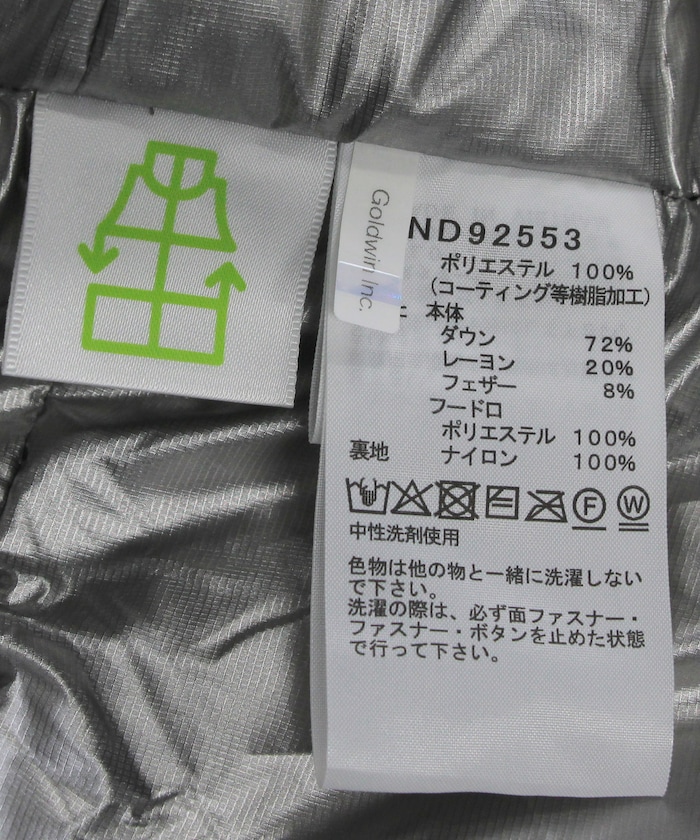 Goldwin Inc.
ND92553
ポリエステル 100%
(コーティング等樹脂加工)
本体
ダウン 72%
レーヨン 20%
フェザー 8%
フードロ
ポリエステル 100%
裏地 ナイロン 100%
F W
中性洗剤使用
色物は他の物と一緒に洗濯しない
で下さい。
洗濯の際は、必ず面ファスナー・
ファスナー・ボタンを止めた状態
で行って下さい。